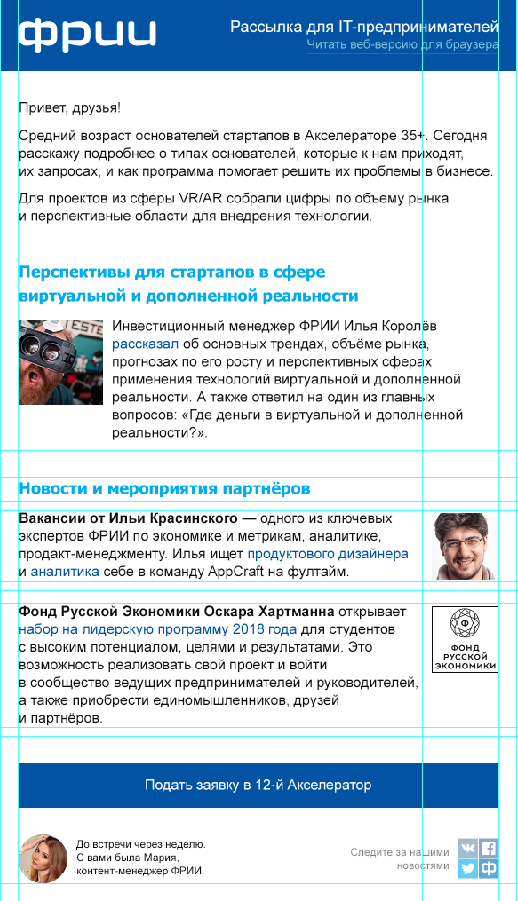 фрии
Рассылка для IT-предпринимателей
Читать веб-версию для браузера
Привет, друзья!
Средний возраст основателей стартапов в Акселераторе 35+. Сегодня
расскажу подробнее о типах основателей, которые к нам приходят,
их запросах, и как программа помогает решить их проблемы в бизнесе.
Для проектов из сферы VR/AR собрали цифры по объему рынка
и перспективные области для внедрения технологии.
Перспективы для стартапов в сфере
виртуальной и дополненной реальности
Инвестиционный менеджер ФРИИ Илья Королёв
рассказал об основных трендах, объёме рынка,
прогнозах по его росту и перспективных сферах
применения технологий виртуальной и дополненной
реальности. А также ответил на один из главных
вопросов: «Где деньги в виртуальной и дополненной
реальности?».
Новости и мероприятия партнёров
Вакансии от Ильи Красинского — одного из ключевых
экспертов ФРИИ по экономике и метрикам, аналитике,
продакт-менеджменту. Илья ищет продуктового дизайнера
и аналитика себе в команду AppCraft на фултайм.
Фонд Русской Экономики Оскара Хартманна открывает
набор на лидерскую программу 2018 года для студентов
с высоким потенциалом, целями и результатами. Это
возможность реализовать свой проект и войти
в сообщество ведущих предпринимателей и руководителей,
а также приобрести единомышленников, друзей
и партнёров.
ФОНД
РУССКОЙ
ЭКОНОМИКИ
Подать заявку в 12-й Акселератор
До встречи через неделю.
С вами была Мария,
контент-менеджер ФРИИ.
Следите за нашими
новостями